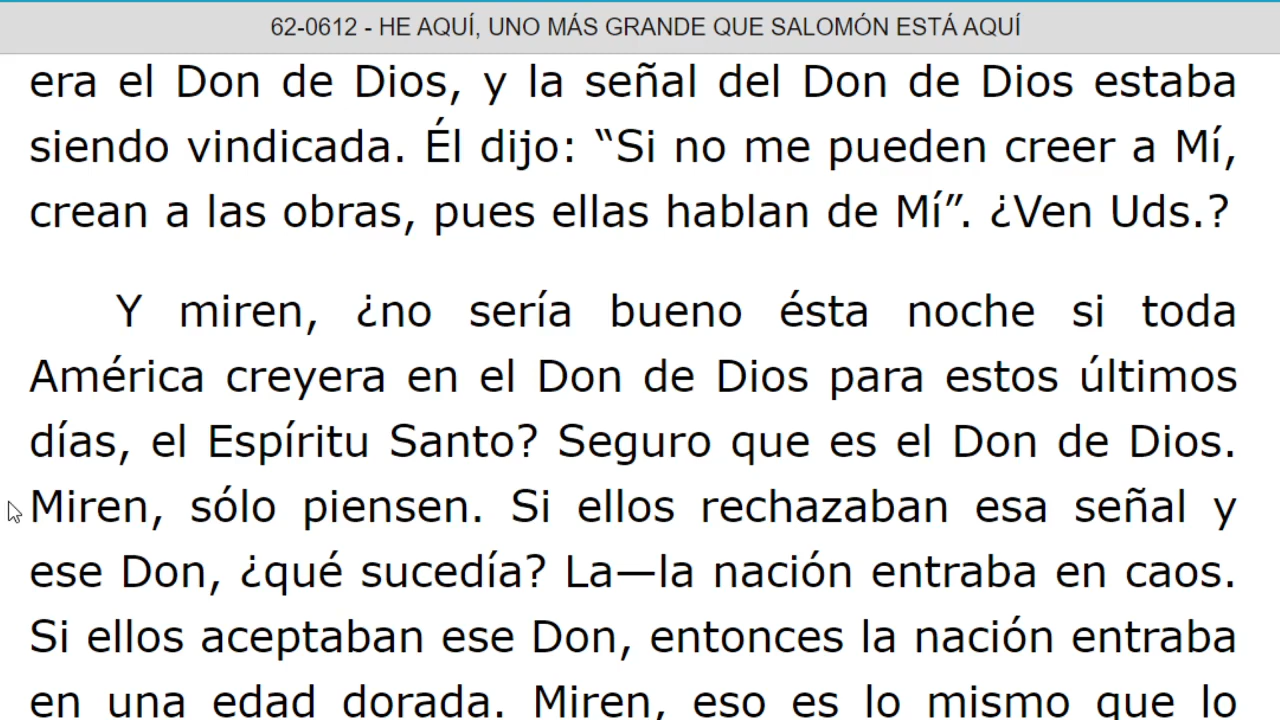 62-0612 - HE AQUÍ, UNO MÁS GRANDE QUE SALOMÓN ESTÁ AQUÍ
era el Don de Dios, y la señal del Don de Dios estaba
siendo vindicada. Él dijo: “Si no me pueden creer a Mí,
crean a las obras, pues ellas hablan de Mí”. ¿Ven Uds.?
Y miren, ¿no sería bueno ésta noche si toda
América creyera en el Don de Dios para estos últimos
días, el Espíritu Santo? Seguro que es el Don de Dios.
Miren, sólo piensen. Si ellos rechazaban esa señal y
ese Don, ¿qué sucedía? La—la nación entraba en caos.
Si ellos aceptaban ese Don, entonces la nación entraba
en una edad dorada. Miren, eso es lo mismo que lo